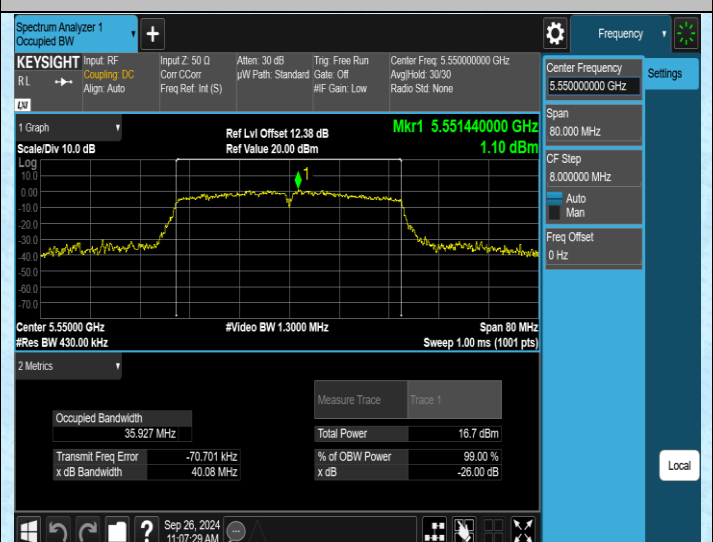 Spectrum Analyzer 1
Occupied BW
Frequency
KEYSIGHT
RL
LXI
Input: RF
Coupling: DC
Align: Auto
Input Z: 50 Ω
Corr CCorr
Freq Ref: Int (S)
Atten: 30 dB
µW Path: Standard
Trig: Free Run
Gate: Off
#IF Gain: Low
Center Freq: 5.550000000 GHz
Avg|Hold: 30/30
Radio Std: None
Center Frequency
5.550000000 GHz
Settings
Span
80.000 MHz
CF Step
8.000000 MHz
Auto
Man
Freq Offset
0 Hz
1 Graph
Scale/Div 10.0 dB
Ref Lvl Offset 12.38 dB
Ref Value 20.00 dBm
Mkr1 5.551440000 GHz
1.10 dBm
Log
10.0
0.00
-10.0
-20.0
-30.0
-40.0
-50.0
-60.0
-70.0
1
Center 5.55000 GHz
#Res BW 430.00 kHz
#Video BW 1.3000 MHz
Span 80 MHz
Sweep 1.00 ms (1001 pts)
2 Metrics
Measure Trace Trace 1
Occupied Bandwidth
35.927 MHz
Total Power 16.7 dBm
Transmit Freq Error -70.701 kHz
% of OBW Power 99.00 %
x dB Bandwidth 40.08 MHz
x dB -26.00 dB
Local
?
Sep 26, 2024
11:07:29 AM